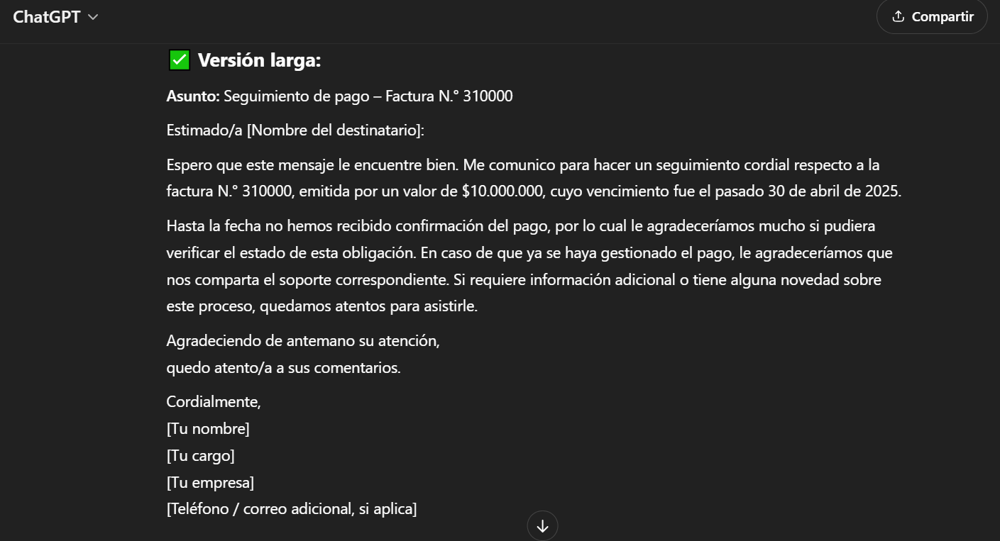 ChatGPT
Compartir
✅ Versión larga:
Asunto: Seguimiento de pago – Factura N.° 310000
Estimado/a [Nombre del destinatario]:
Espero que este mensaje le encuentre bien. Me comunico para hacer un seguimiento cordial respecto a la
factura N.° 310000, emitida por un valor de $10.000.000, cuyo vencimiento fue el pasado 30 de abril de 2025.
Hasta la fecha no hemos recibido confirmación del pago, por lo cual le agradeceríamos mucho si pudiera
verificar el estado de esta obligación. En caso de que ya se haya gestionado el pago, le agradeceríamos que
nos comparta el soporte correspondiente. Si requiere información adicional o tiene alguna novedad sobre
este proceso, quedamos atentos para asistirle.
Agradeciendo de antemano su atención,
quedo atento/a a sus comentarios.
Cordialmente,
[Tu nombre]
[Tu cargo]
[Tu empresa]
[Teléfono / correo adicional, si aplica]